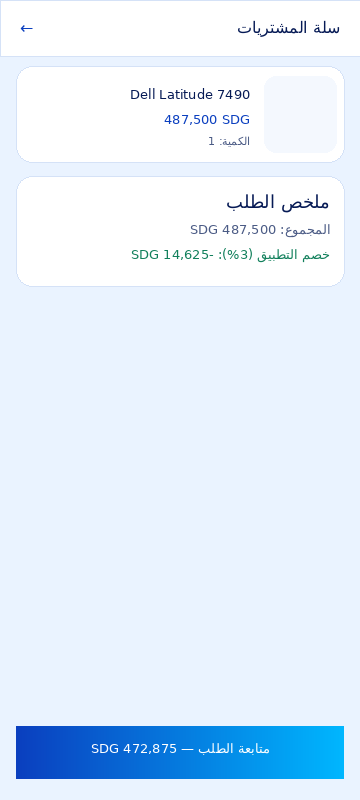 سلة المشتريات
←
Dell Latitude 7490
487,500 SDG
الكمية: 1
ملخص الطلب
المجموع: 487,500 SDG
خصم التطبيق (3%): -14,625 SDG
متابعة الطلب — 472,875 SDG